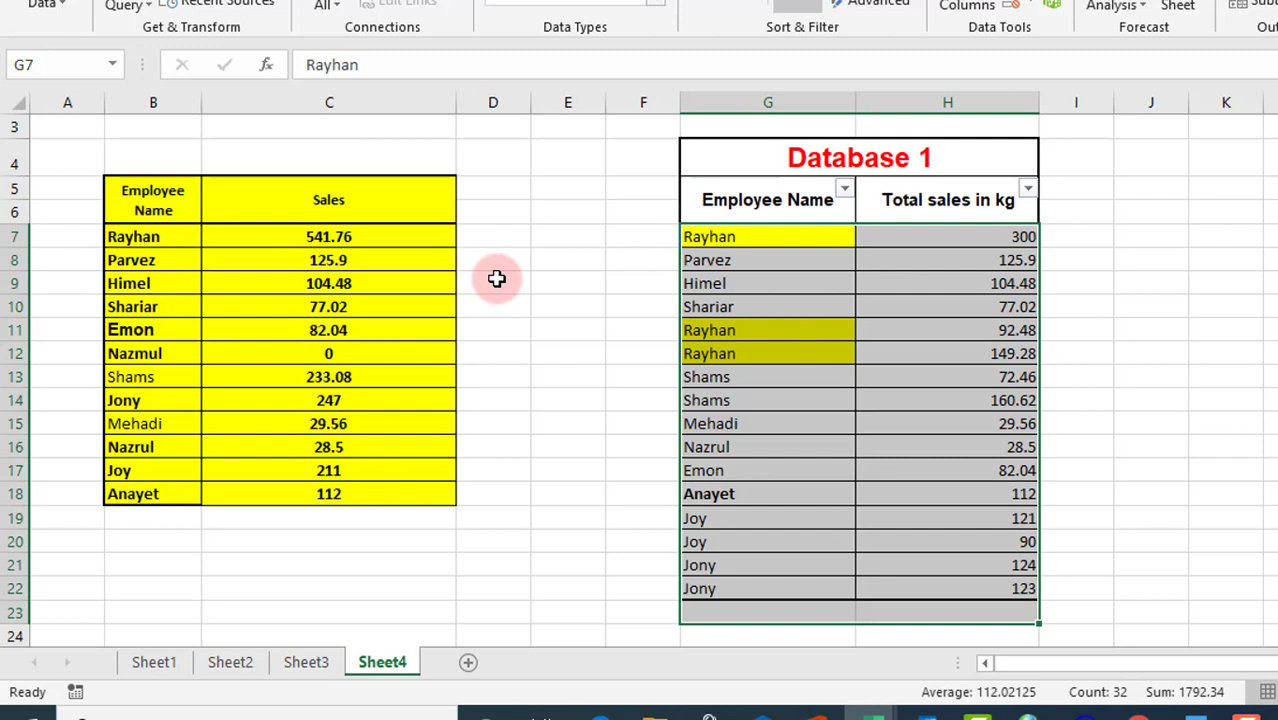 Data Query Recent Sources All Edit Links Advanced Columns Analysis Sheet
Get & Transform Connections Data Types Sort & Filter Data Tools Forecast
G7 fx Rayhan
A B C D E F G H I J K
3
4 Database 1
5 Employee Name Sales Employee Name Total sales in kg
6
7 Rayhan 541.76 Rayhan 300
8 Parvez 125.9 Parvez 125.9
9 Himel 104.48 Himel 104.48
10 Shariar 77.02 Shariar 77.02
11 Emon 82.04 Rayhan 92.48
12 Nazmul 0 Rayhan 149.28
13 Shams 233.08 Shams 72.46
14 Jony 247 Shams 160.62
15 Mehadi 29.56 Mehadi 29.56
16 Nazrul 28.5 Nazrul 28.5
17 Joy 211 Emon 82.04
18 Anayet 112 Anayet 112
19 Joy 121
20 Joy 90
21 Jony 124
22 Jony 123
23
24
Sheet1 Sheet2 Sheet3 Sheet4
Ready Average: 112.02125 Count: 32 Sum: 1792.34